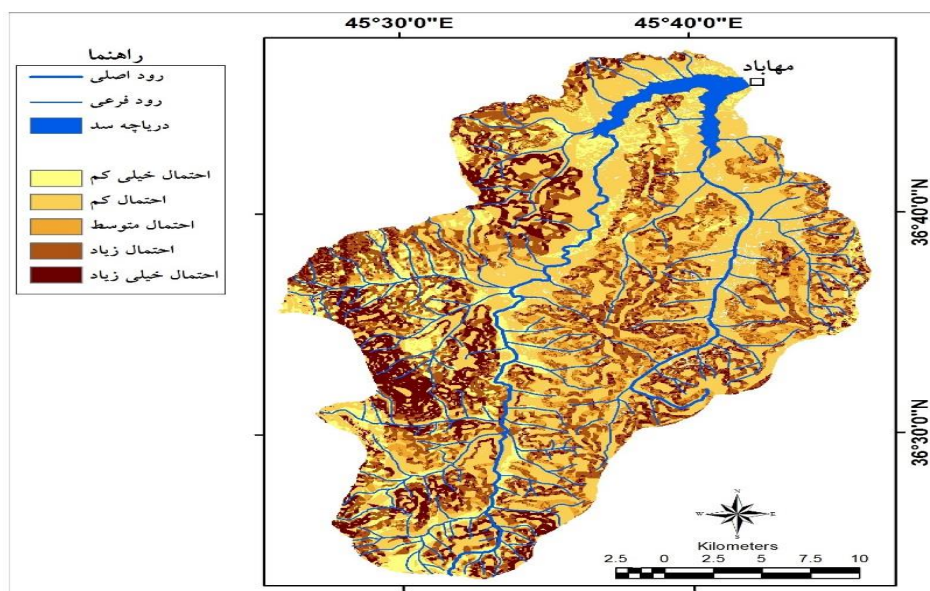 45°30'0"E
45°40'0"E
راهنما
رود اصلی
رود فرعی
دریاچه سد
احتمال خیلی کم
احتمال کم
احتمال متوسط
احتمال زیاد
احتمال خیلی زیاد
مهاباد
36°40'0"N
36°30'0"N
N
W
E
S
Kilometers
2.5 0 2.5 5 7.5 10